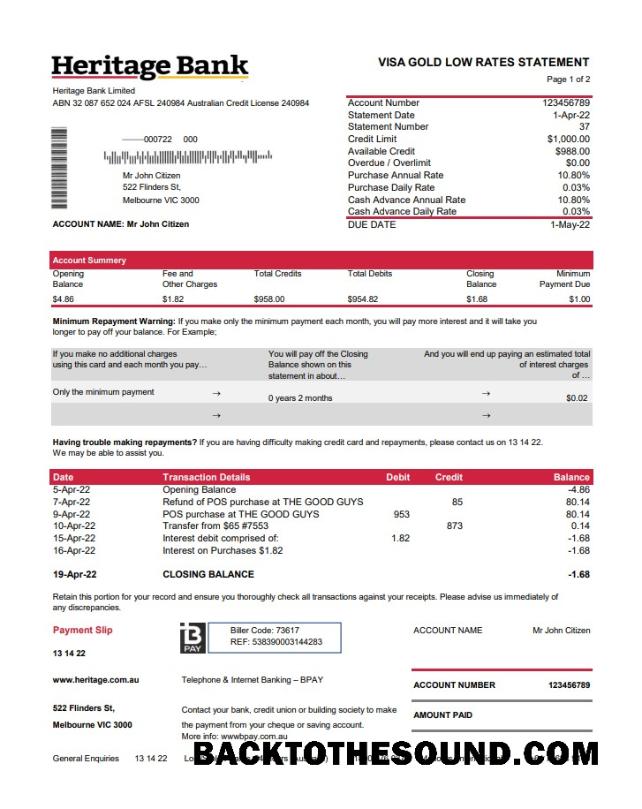 Heritage Bank
VISA GOLD LOW RATES STATEMENT
Page 1 of 2
Heritage Bank Limited
ABN 32 087 652 024 AFSL 240984 Australian Credit License 240984
Account Number 123456789
Statement Date 1-Apr-22
Statement Number 37
Credit Limit $1,000.00
Available Credit $988.00
Overdue / Overlimit $0.00
Purchase Annual Rate 10.80%
Purchase Daily Rate 0.03%
Cash Advance Annual Rate 10.80%
Cash Advance Daily Rate 0.03%
DUE DATE 1-May-22
000722 000
Mr John Citizen
522 Flinders St,
Melbourne VIC 3000
ACCOUNT NAME: Mr John Citizen
Account Summery
Opening Balance Fee and Other Charges Total Credits Total Debits Closing Balance Minimum Payment Due
$4.86 $1.82 $958.00 $954.82 $1.68 $1.00
Minimum Repayment Warning: If you make only the minimum payment each month, you will pay more interest and it will take you
longer to pay off your balance. For Example;
If you make no additional charges using this card and each month you pay… You will pay off the Closing Balance shown on this statement in about… And you will end up paying an estimated total of interest charges of …
Only the minimum payment → 0 years 2 months → $0.02
→ →
Having trouble making repayments? If you are having difficulty making credit card and repayments, please contact us on 13 14 22.
We may be able to assist you.
Date Transaction Details Debit Credit Balance
5-Apr-22 Opening Balance -4.86
7-Apr-22 Refund of POS purchase at THE GOOD GUYS 85 80.14
9-Apr-22 POS purchase at THE GOOD GUYS 953 80.14
10-Apr-22 Transfer from $65 #7553 873 0.14
15-Apr-22 Interest debit comprised of: 1.82 -1.68
16-Apr-22 Interest on Purchases $1.82 -1.68
19-Apr-22 CLOSING BALANCE -1.68
Retain this portion for your record and ensure you thoroughly check all transactions against your receipts. Please advise us immediately of
any discrepancies.
Payment Slip
13 14 22
www.heritage.com.au
522 Flinders St,
Melbourne VIC 3000
B
PAY
Biller Code: 73617
REF: 538390003144283
Telephone & Internet Banking – BPAY
Contact your bank, credit union or building society to make
the payment from your cheque or saving account.
More info: wwwbpay.com.au
ACCOUNT NAME Mr John Citizen
ACCOUNT NUMBER 123456789
AMOUNT PAID
General Enquiries 13 14 22
BACKTOTHESOUND.COM